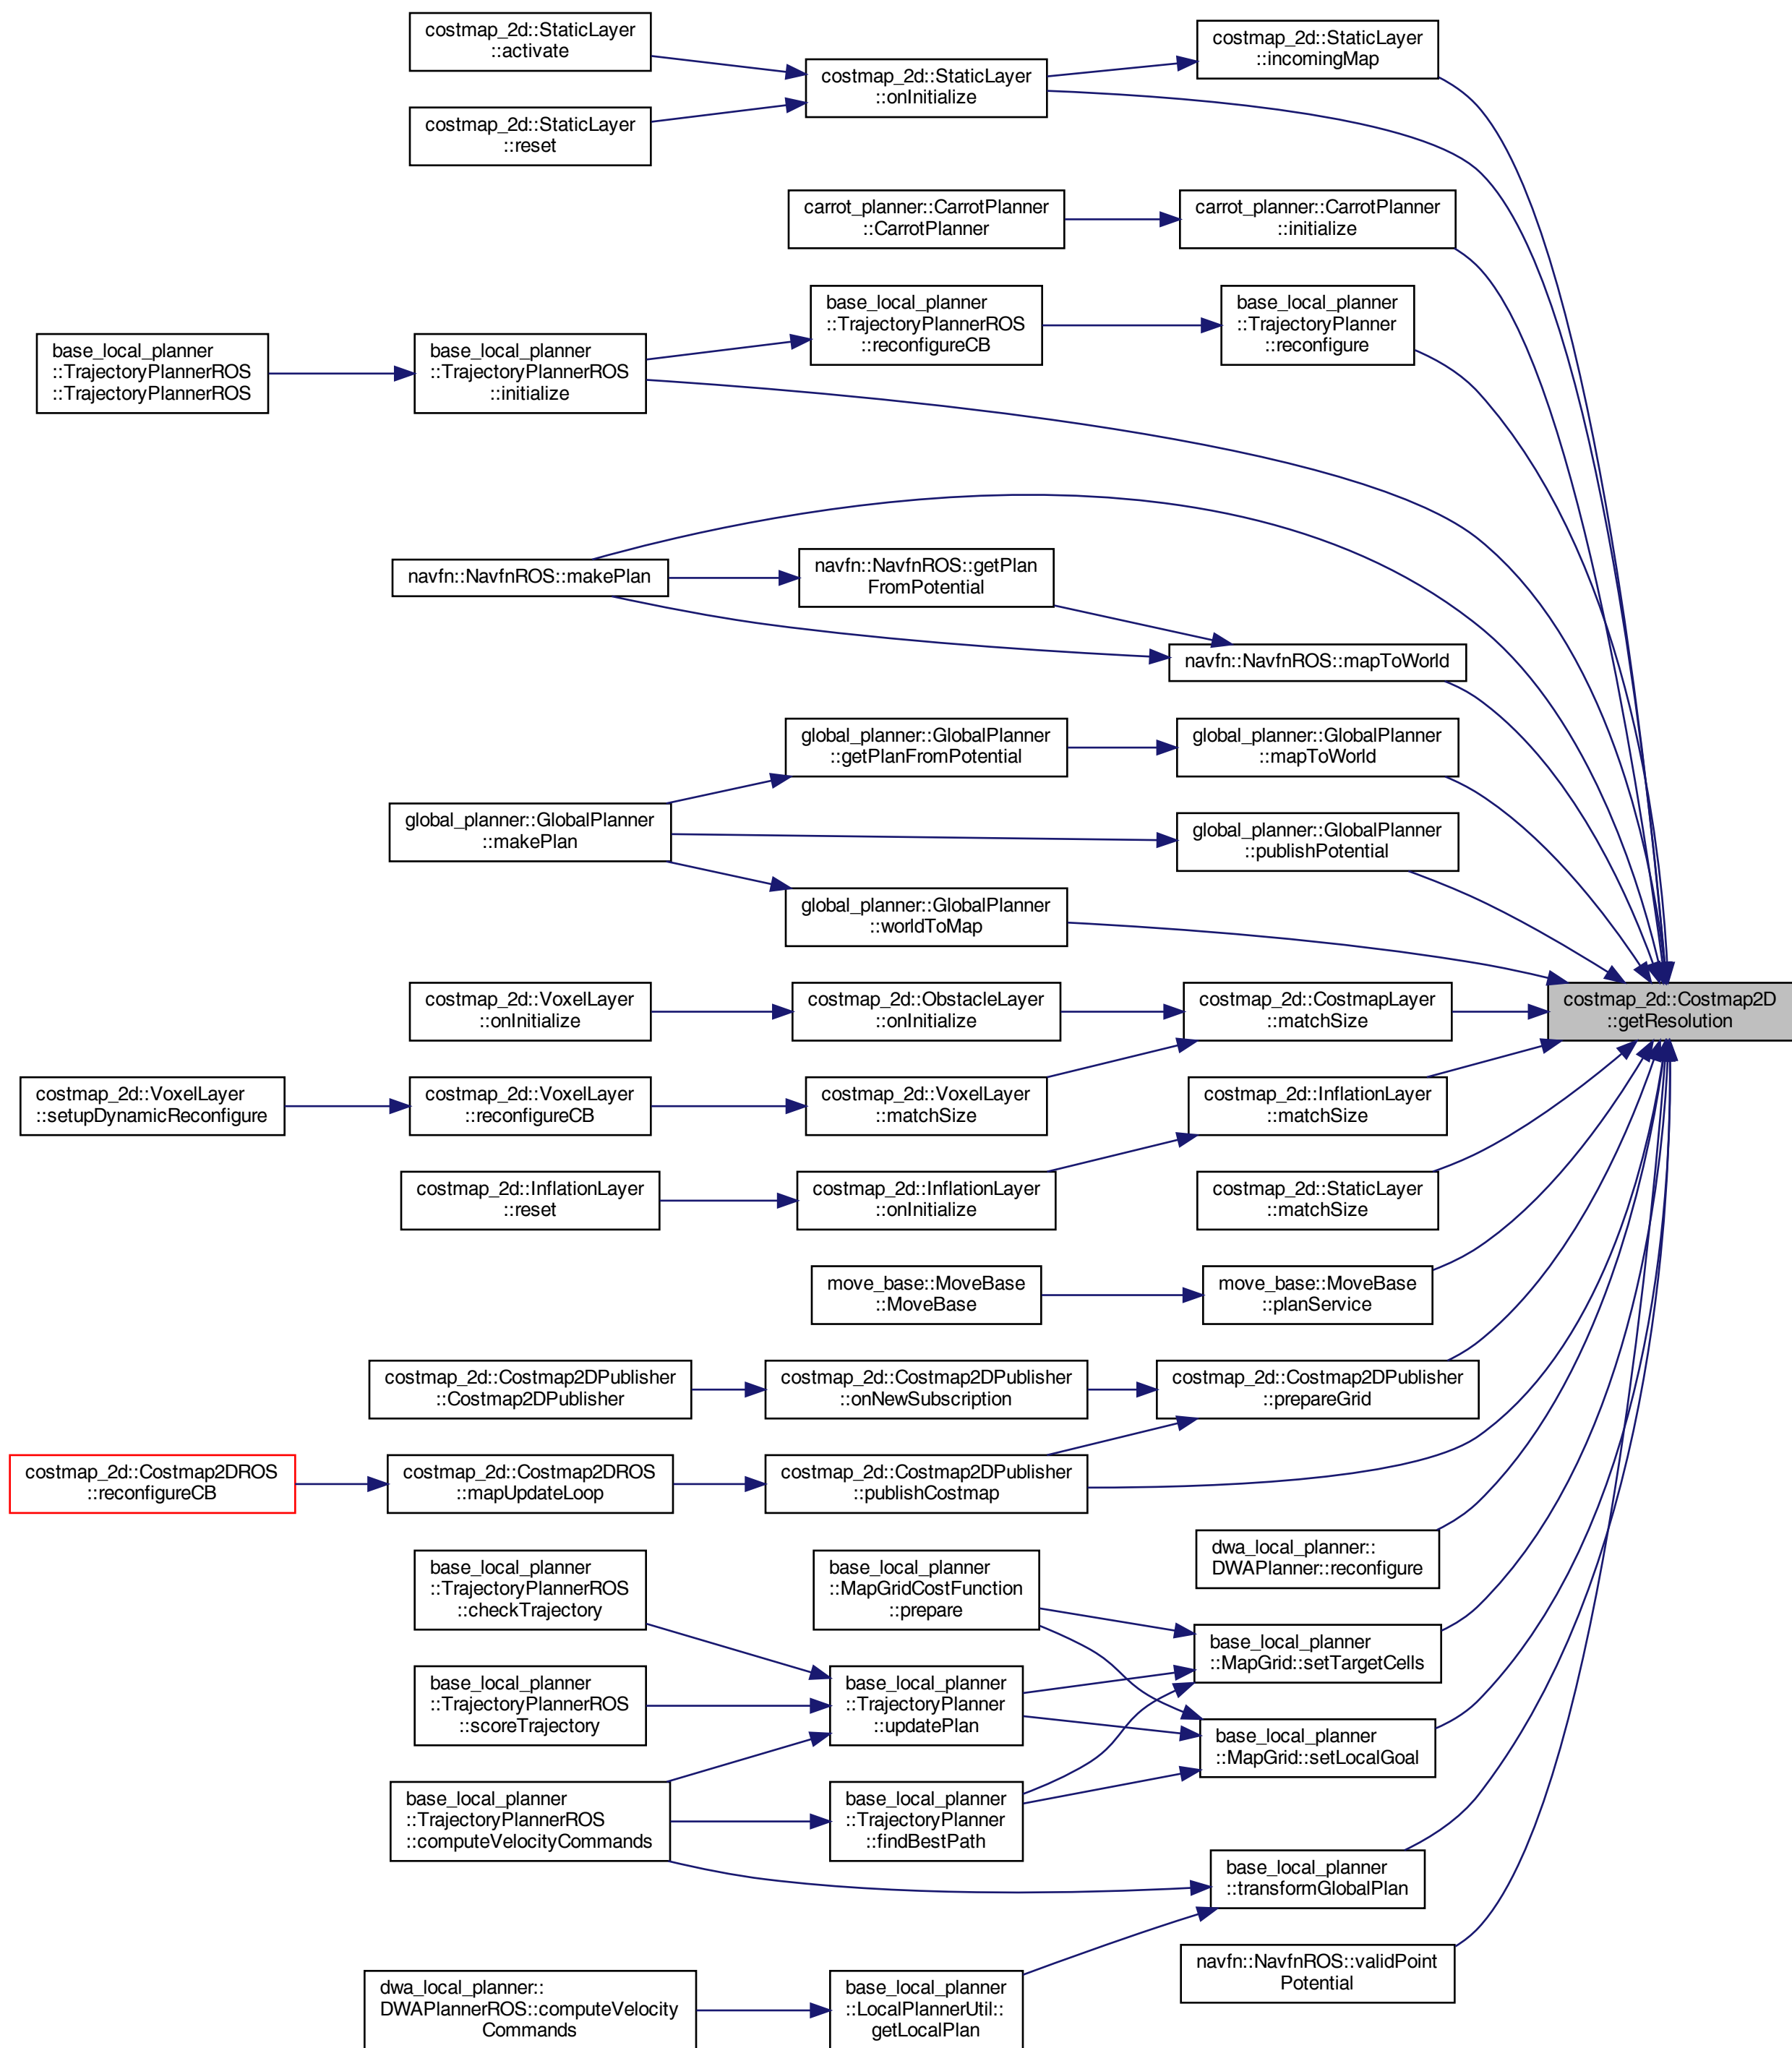 costmap_2d::StaticLayer
::activate
costmap_2d::StaticLayer
::reset
costmap_2d::StaticLayer
::onInitialize
costmap_2d::StaticLayer
::incomingMap
carrot_planner::CarrotPlanner
::CarrotPlanner
carrot_planner::CarrotPlanner
::initialize
base_local_planner
::TrajectoryPlannerROS
::TrajectoryPlannerROS
base_local_planner
::TrajectoryPlannerROS
::initialize
base_local_planner
::TrajectoryPlannerROS
::reconfigureCB
base_local_planner
::TrajectoryPlanner
::reconfigure
navfn::NavfnROS::makePlan
navfn::NavfnROS::getPlan
FromPotential
navfn::NavfnROS::mapToWorld
global_planner::GlobalPlanner
::makePlan
global_planner::GlobalPlanner
::getPlanFromPotential
global_planner::GlobalPlanner
::mapToWorld
global_planner::GlobalPlanner
::publishPotential
global_planner::GlobalPlanner
::worldToMap
costmap_2d::VoxelLayer
::onInitialize
costmap_2d::ObstacleLayer
::onInitialize
costmap_2d::CostmapLayer
::matchSize
costmap_2d::Costmap2D
::getResolution
costmap_2d::VoxelLayer
::setupDynamicReconfigure
costmap_2d::VoxelLayer
::reconfigureCB
costmap_2d::VoxelLayer
::matchSize
costmap_2d::InflationLayer
::matchSize
costmap_2d::InflationLayer
::reset
costmap_2d::InflationLayer
::onInitialize
costmap_2d::StaticLayer
::matchSize
move_base::MoveBase
::MoveBase
move_base::MoveBase
::planService
costmap_2d::Costmap2DPublisher
::Costmap2DPublisher
costmap_2d::Costmap2DPublisher
::onNewSubscription
costmap_2d::Costmap2DPublisher
::prepareGrid
costmap_2d::Costmap2DROS
::reconfigureCB
costmap_2d::Costmap2DROS
::mapUpdateLoop
costmap_2d::Costmap2DPublisher
::publishCostmap
dwa_local_planner::
DWAPlanner::reconfigure
base_local_planner
::TrajectoryPlannerROS
::checkTrajectory
base_local_planner
::MapGridCostFunction
::prepare
base_local_planner
::MapGrid::setTargetCells
base_local_planner
::TrajectoryPlannerROS
::scoreTrajectory
base_local_planner
::TrajectoryPlanner
::updatePlan
base_local_planner
::MapGrid::setLocalGoal
base_local_planner
::TrajectoryPlannerROS
::computeVelocityCommands
base_local_planner
::TrajectoryPlanner
::findBestPath
base_local_planner
::transformGlobalPlan
navfn::NavfnROS::validPoint
Potential
dwa_local_planner::
DWAPlannerROS::computeVelocity
Commands
base_local_planner
::LocalPlannerUtil::
getLocalPlan